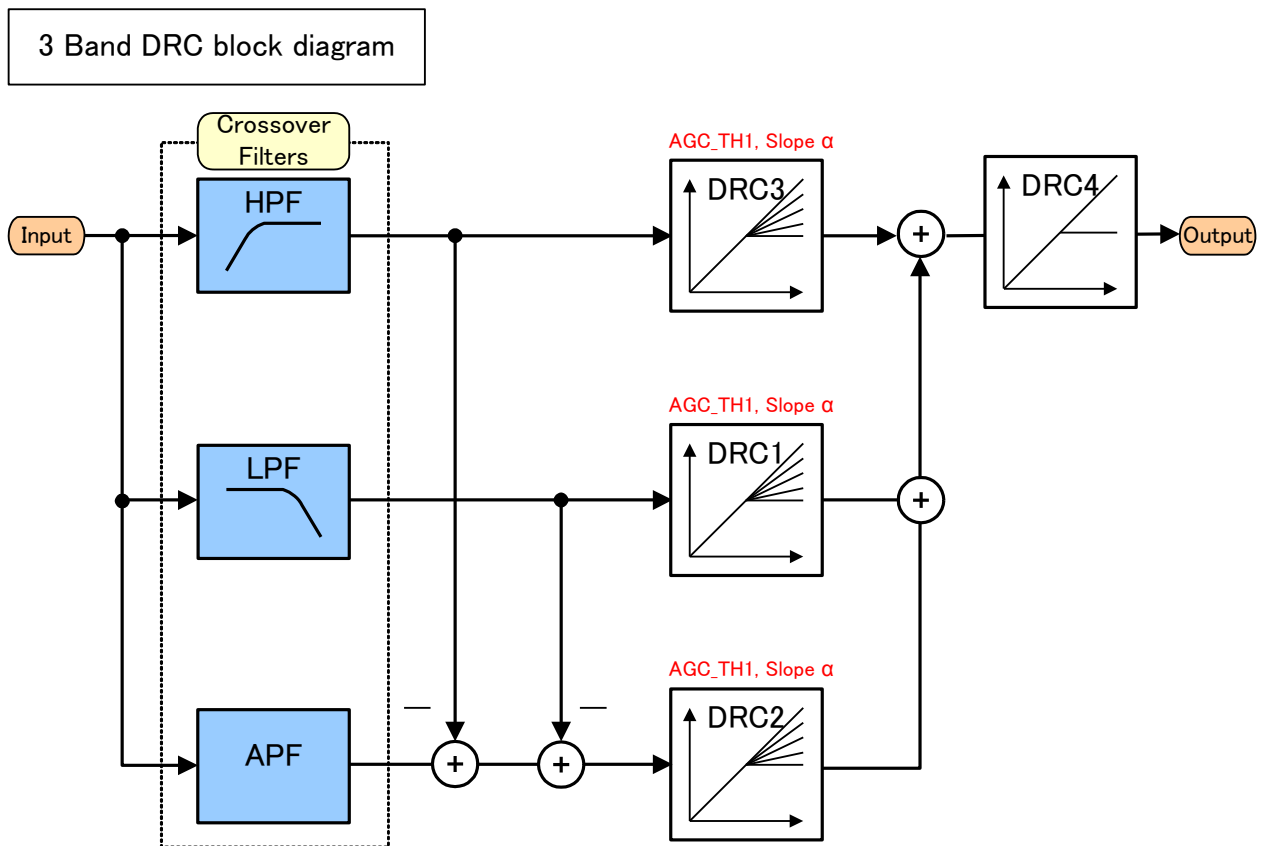 3 Band DRC block diagram
Crossover
Filters
Input
HPF
AGC_TH1, Slope α
DRC3
+
DRC4
Output
LPF
AGC_TH1, Slope α
DRC1
+
APF
—
+
—
+
AGC_TH1, Slope α
DRC2